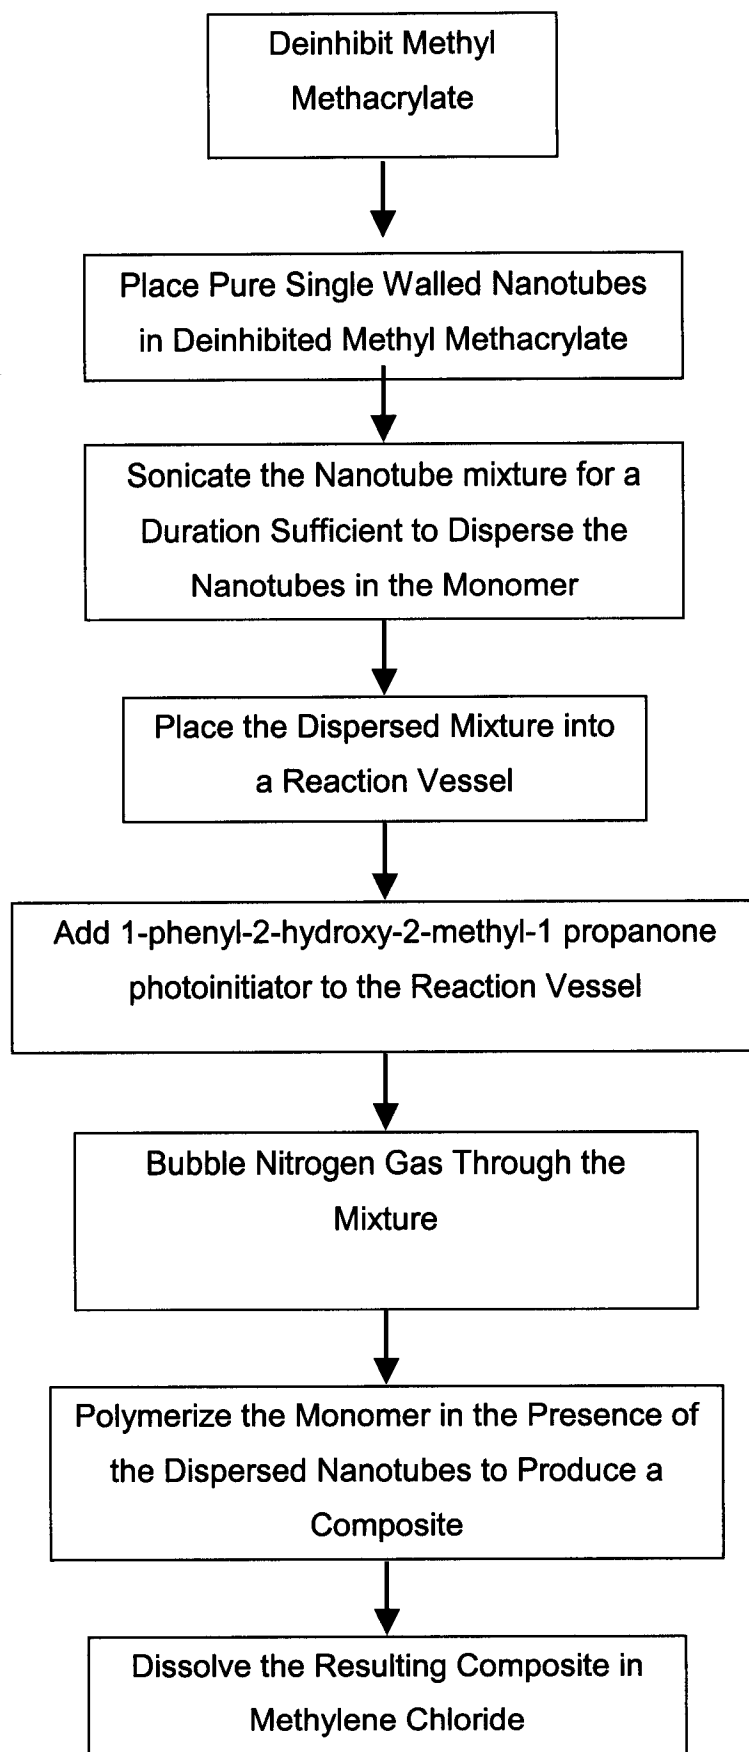 Deinhibit Methyl
Methacrylate
Place Pure Single Walled Nanotubes
in Deinhibited Methyl Methacrylate
Sonicate the Nanotube mixture for a
Duration Sufficient to Disperse the
Nanotubes in the Monomer
Place the Dispersed Mixture into
a Reaction Vessel
Add 1-phenyl-2-hydroxy-2-methyl-1 propanone
photoinitiator to the Reaction Vessel
Bubble Nitrogen Gas Through the
Mixture
Polymerize the Monomer in the Presence of
the Dispersed Nanotubes to Produce a
Composite
Dissolve the Resulting Composite in
Methylene Chloride